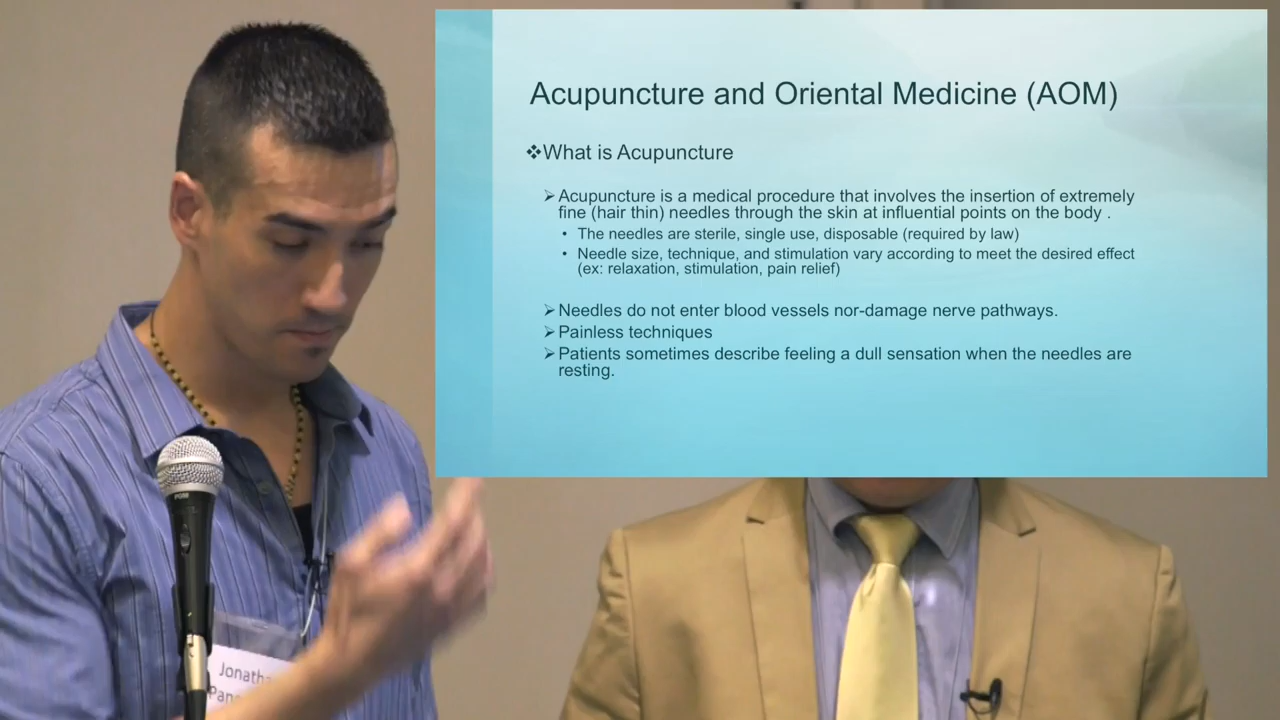 Acupuncture and Oriental Medicine (AOM)
❖What is Acupuncture
➢Acupuncture is a medical procedure that involves the insertion of extremely
fine (hair thin) needles through the skin at influential points on the body .
• The needles are sterile, single use, disposable (required by law)
• Needle size, technique, and stimulation vary according to meet the desired effect
(ex: relaxation, stimulation, pain relief)
➢Needles do not enter blood vessels nor-damage nerve pathways.
➢Painless techniques
➢Patients sometimes describe feeling a dull sensation when the needles are
resting.
PGM